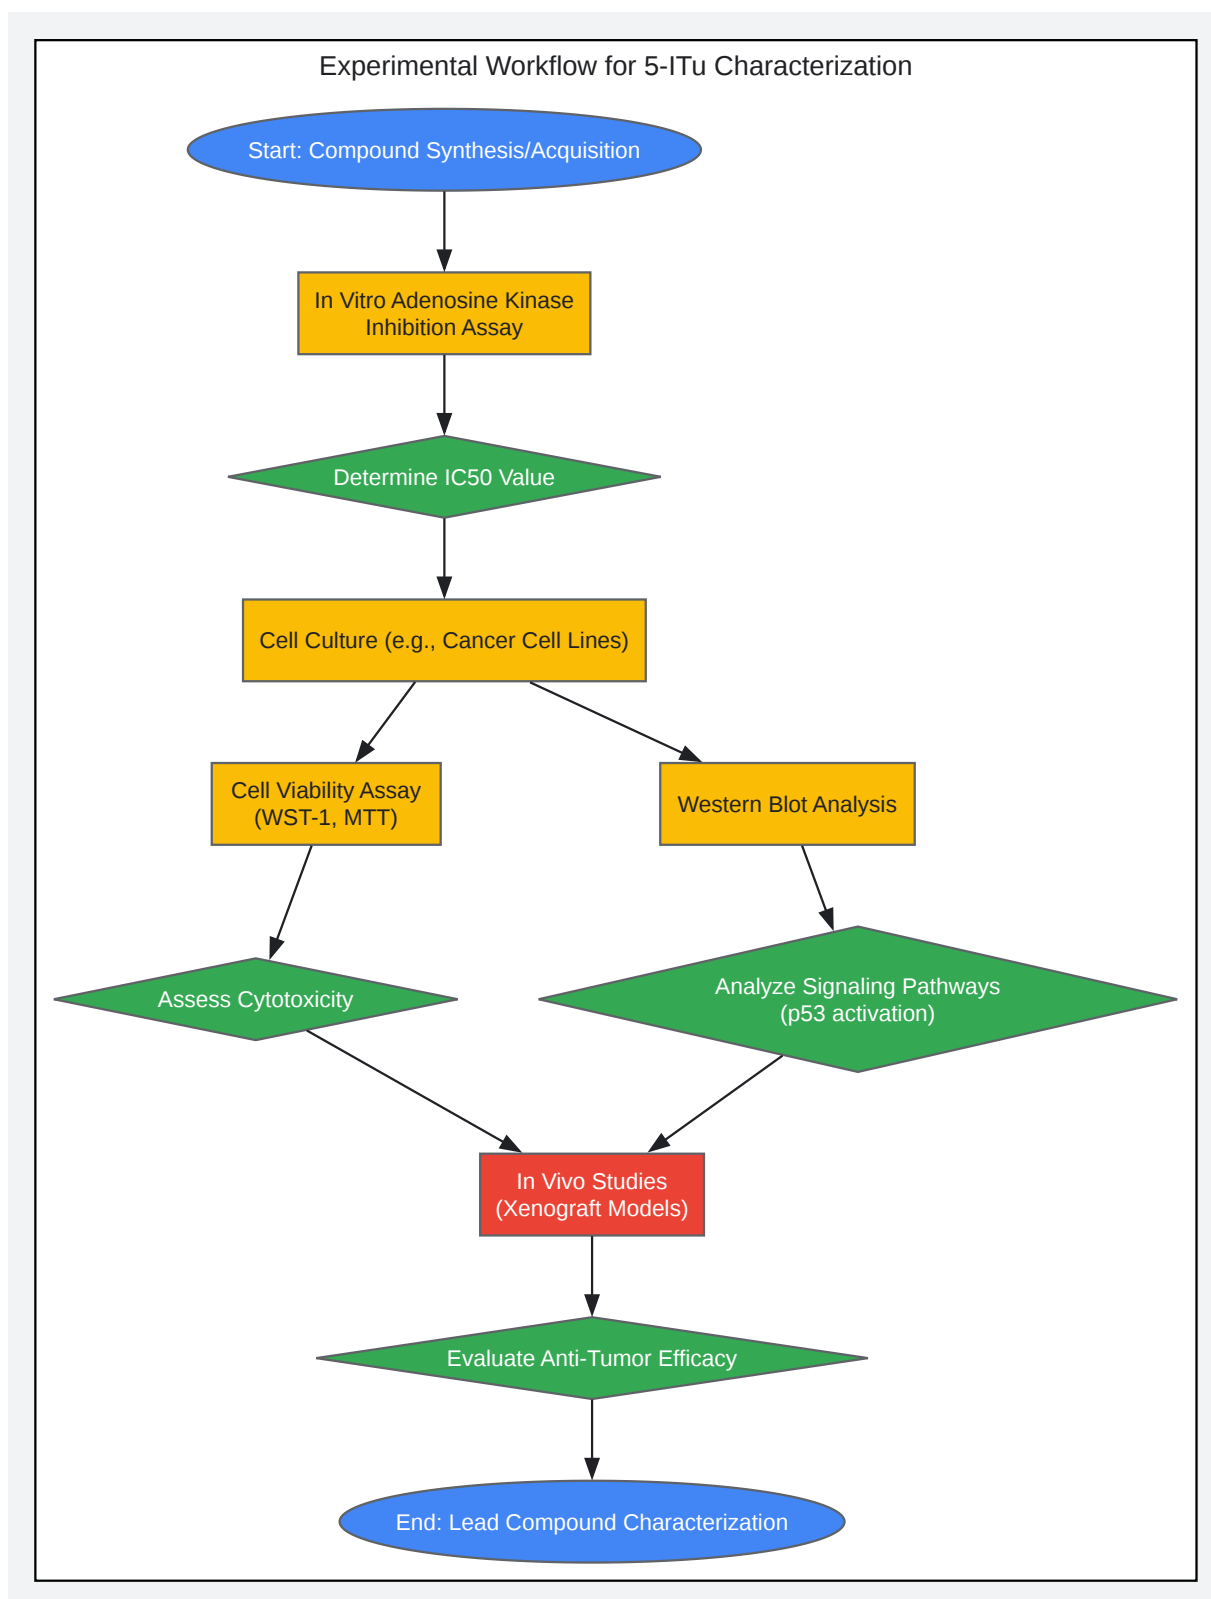 Experimental Workflow for 5-ITu Characterization
Start: Compound Synthesis/Acquisition
In Vitro Adenosine Kinase
Inhibition Assay
Determine IC50 Value
Cell Culture (e.g., Cancer Cell Lines)
Cell Viability Assay
(WST-1, MTT)
Western Blot Analysis
Assess Cytotoxicity
Analyze Signaling Pathways
(p53 activation)
In Vivo Studies
(Xenograft Models)
Evaluate Anti-Tumor Efficacy
End: Lead Compound Characterization